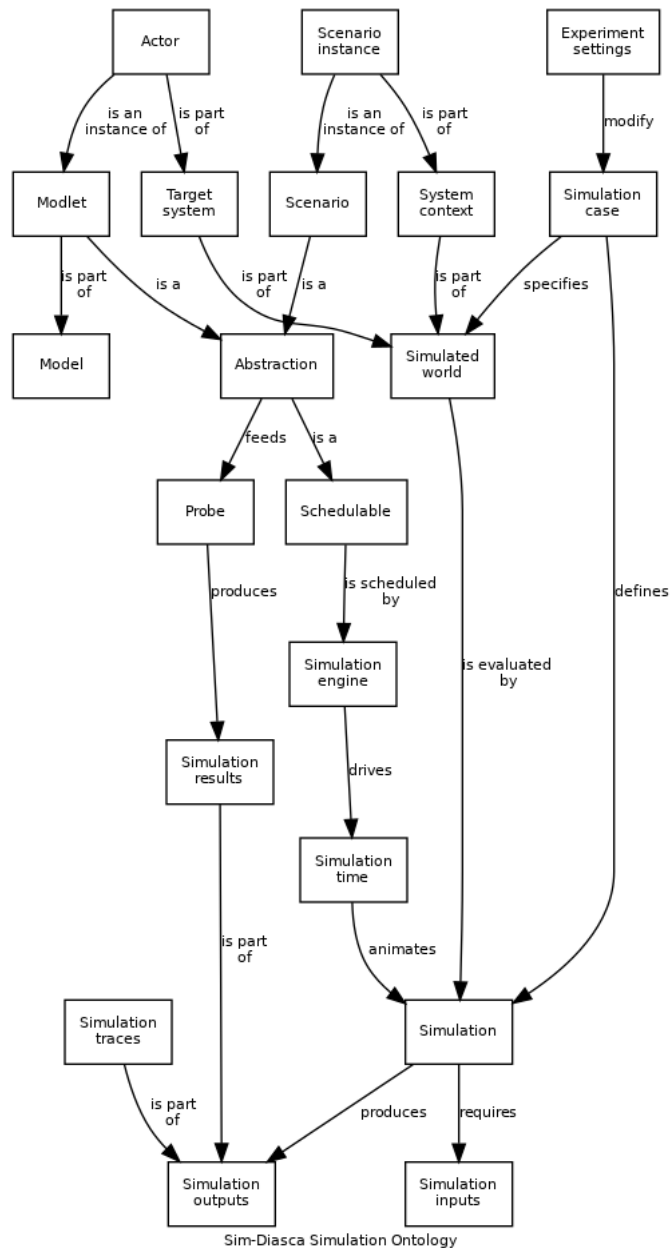 Actor
Scenario
instance
Experiment
settings
is an
instance of
is part
of
is an
instance of
is part
of
modify
Modlet
Target
system
Scenario
System
context
Simulation
case
is part
of
is a
is part
of
is a
is part
of
specifies
Model
Abstraction
Simulated
world
feeds
is a
Probe
Schedulable
produces
is scheduled
by
defines
Simulation
engine
is evaluated
by
Simulation
results
drives
Simulation
time
is part
of
animates
Simulation
traces
Simulation
is part
of
produces
requires
Simulation
outputs
Simulation
inputs
Sim-Diasca Simulation Ontology